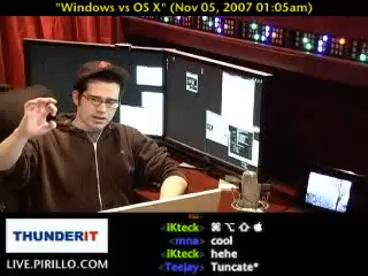 "Windows vs OS X" (Nov 05, 2007 01:05am)
<iKteck> ⌘ ⌥ ⇧ 
<mna> cool
<iKteck> hehe
<Teejay> Tuncate*
THUNDERIT
LIVE.PIRILLO.COM